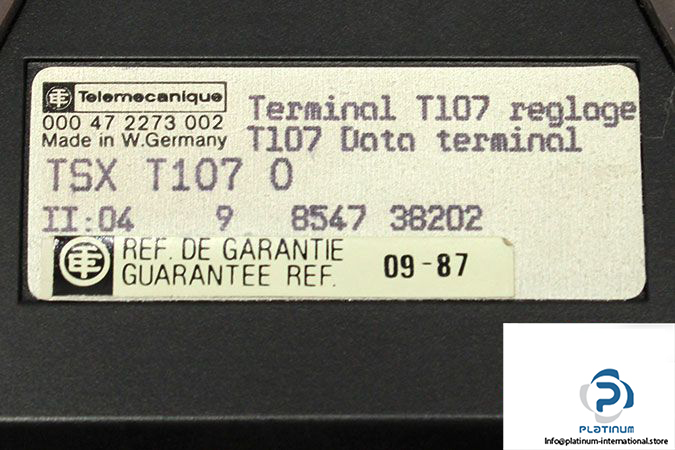 Telemecanique
000 47 2273 002
Made in W.Germany
Terminal T107 reglage
T107 Data terminal
TSX T107 0
II:04 9 8547 38202
REF. DE GARANTIE
GUARANTEE REF.
09-87
PLATINUM
Info@platinum-international.store